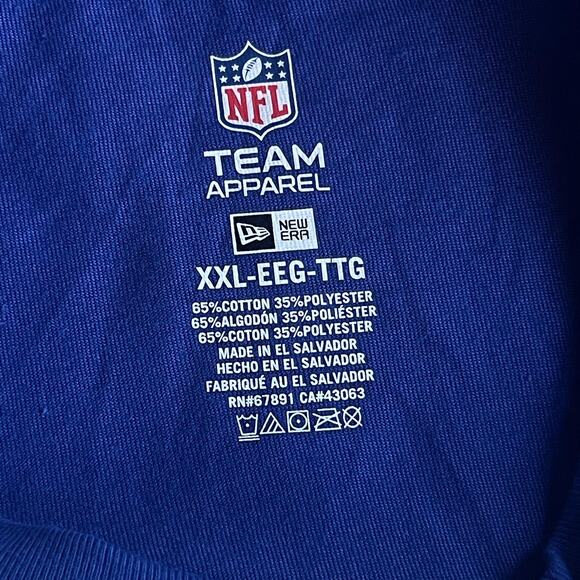 NFL
TEAM
APPAREL
NEW
ERA
XXL-EEG-TTG
65%COTTON 35%POLYESTER
65%ALGODÓN 35%POLIÉSTER
65%COTON 35%POLYESTER
MADE IN EL SALVADOR
HECHO EN EL SALVADOR
FABRIQUÉ AU EL SALVADOR
RN#67891 CA#43063